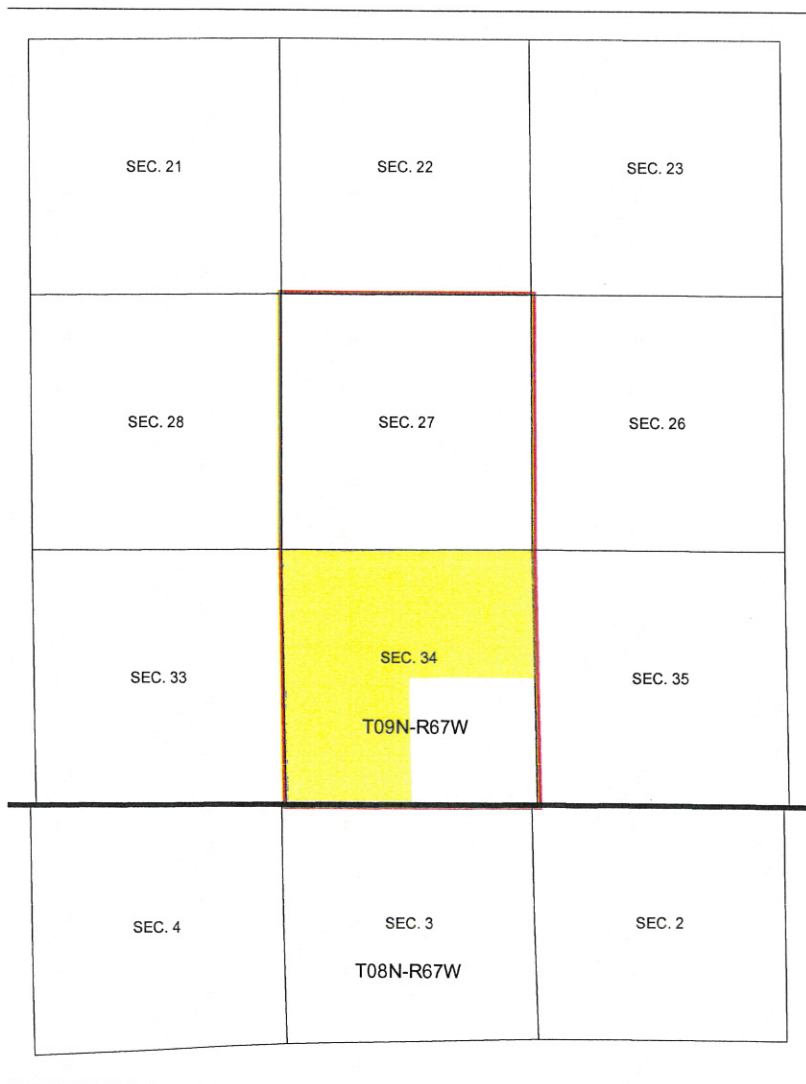 SEC. 21
SEC. 22
SEC. 23
SEC. 28
SEC. 27
SEC. 26
SEC. 34
SEC. 33
SEC. 35
T09N-R67W
SEC. 4
SEC. 3
SEC. 2
T08N-R67W